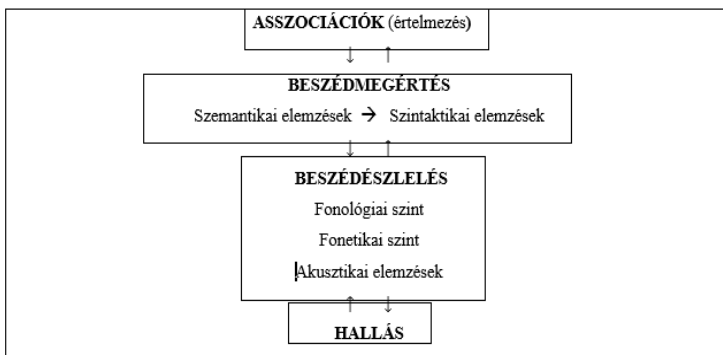 ASSZOCIÁCIÓK (értelmezés)
↓ ↑
BESZÉDMEGÉRTÉS
Szemantikai elemzések → Szintaktikai elemzések
↓ ↑
BESZÉDÉSZLELÉS
Fonológiai szint
Fonetikai szint
Akusztikai elemzések
↑ ↓
HALLÁS